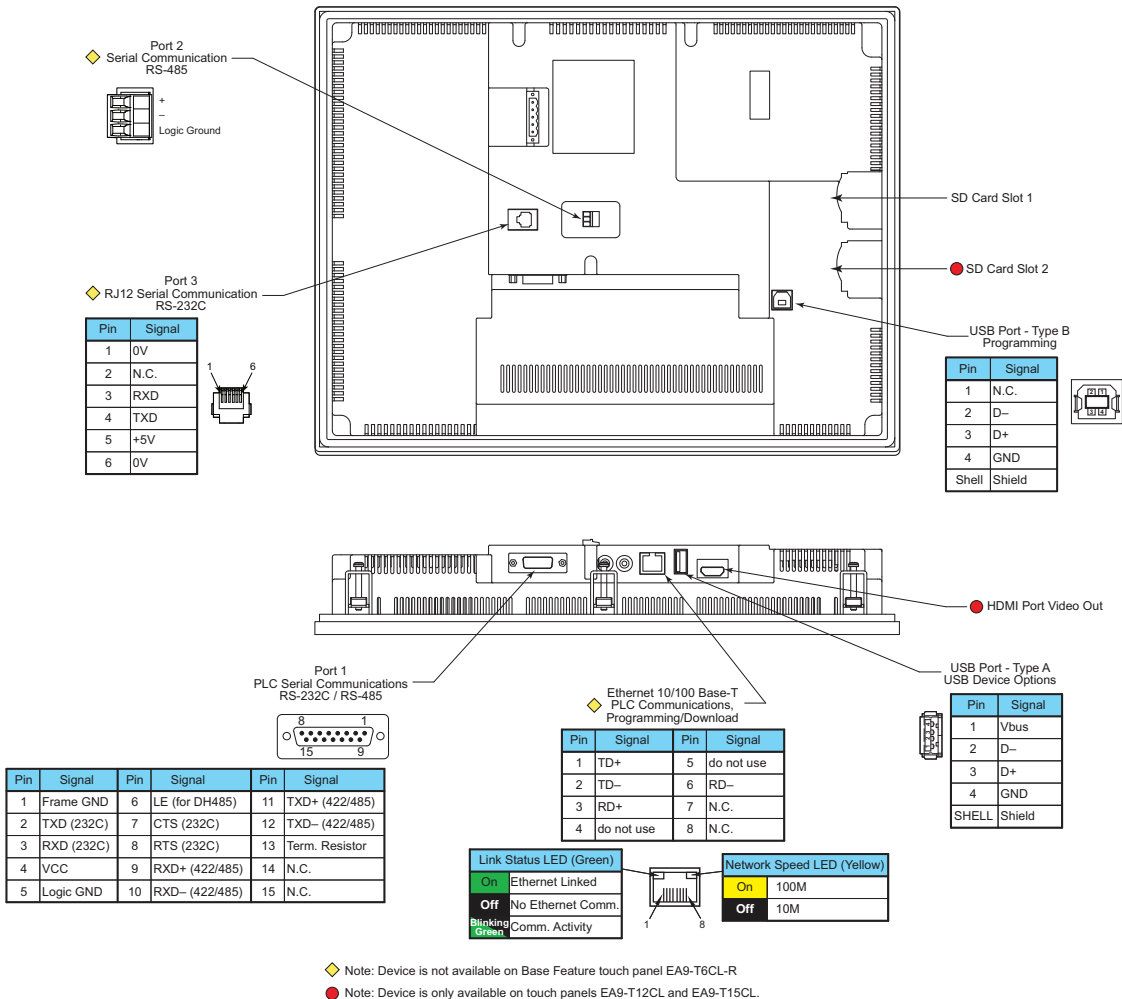 Port 2
Serial Communication
RS-485
+
–
Logic Ground
SD Card Slot 1
SD Card Slot 2
Port 3
RJ12 Serial Communication
RS-232C
Pin Signal
1 0V
2 N.C.
3 RXD
4 TXD
5 +5V
6 0V
1 6
USB Port - Type B
Programming
Pin Signal
1 N.C.
2 D–
3 D+
4 GND
Shell Shield
2 1
3 4
HDMI Port Video Out
Port 1
PLC Serial Communications
RS-232C / RS-485
8 1
15 9
Pin Signal Pin Signal Pin Signal
1 Frame GND 6 LE (for DH485) 11 TXD+ (422/485)
2 TXD (232C) 7 CTS (232C) 12 TXD– (422/485)
3 RXD (232C) 8 RTS (232C) 13 Term. Resistor
4 VCC 9 RXD+ (422/485) 14 N.C.
5 Logic GND 10 RXD– (422/485) 15 N.C.
Ethernet 10/100 Base-T
PLC Communications,
Programming/Download
Pin Signal Pin Signal
1 TD+ 5 do not use
2 TD– 6 RD–
3 RD+ 7 N.C.
4 do not use 8 N.C.
USB Port - Type A
USB Device Options
Pin Signal
1 Vbus
2 D–
3 D+
4 GND
SHELL Shield
Link Status LED (Green)
On Ethernet Linked
Off No Ethernet Comm.
Blinking Green Comm. Activity
1 8
Network Speed LED (Yellow)
On 100M
Off 10M
Note: Device is not available on Base Feature touch panel EA9-T6CL-R
Note: Device is only available on touch panels EA9-T12CL and EA9-T15CL.